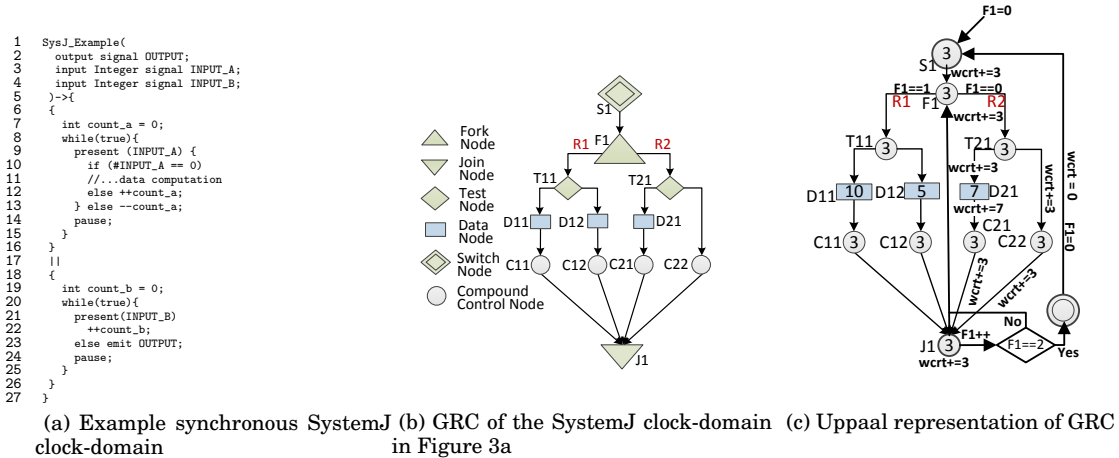 1 SysJ_Example(
2 output signal OUTPUT;
3 input Integer signal INPUT_A;
4 input Integer signal INPUT_B;
5 )->{
6 {
7 int count_a = 0;
8 while(true){
9 present (INPUT_A) {
10 if (#INPUT_A == 0)
11 //...data computation
12 else ++count_a;
13 } else --count_a;
14 pause;
15 }
16 }
17 ||
18 {
19 int count_b = 0;
20 while(true){
21 present(INPUT_B)
22 ++count_b;
23 else emit OUTPUT;
24 pause;
25 }
26 }
27 }
(a) Example synchronous SystemJ
clock-domain
Fork
Node
Join
Node
Test
Node
Data
Node
Switch
Node
Compound
Control Node
S1
F1
R1
R2
T11
T21
D11
D12
D21
C11
C12
C21
C22
J1
(b) GRC of the SystemJ clock-domain
in Figure 3a
F1=0
3
S1
wcrt+=3
F1==1
3
F1==0
R1
F1
R2
wcrt+=3
T11
3
T21
3
wcrt+=3
D11
10
D12
5
7
D21
wcrt+=7
wcrt+=3
C11
3
C12
3
C21
3
C22
3
wcrt+=3
wcrt+=3
wcrt = 0
F1=0
No
J1
3
F1++
F1==2
Yes
wcrt+=3
(c) Uppaal representation of GRC